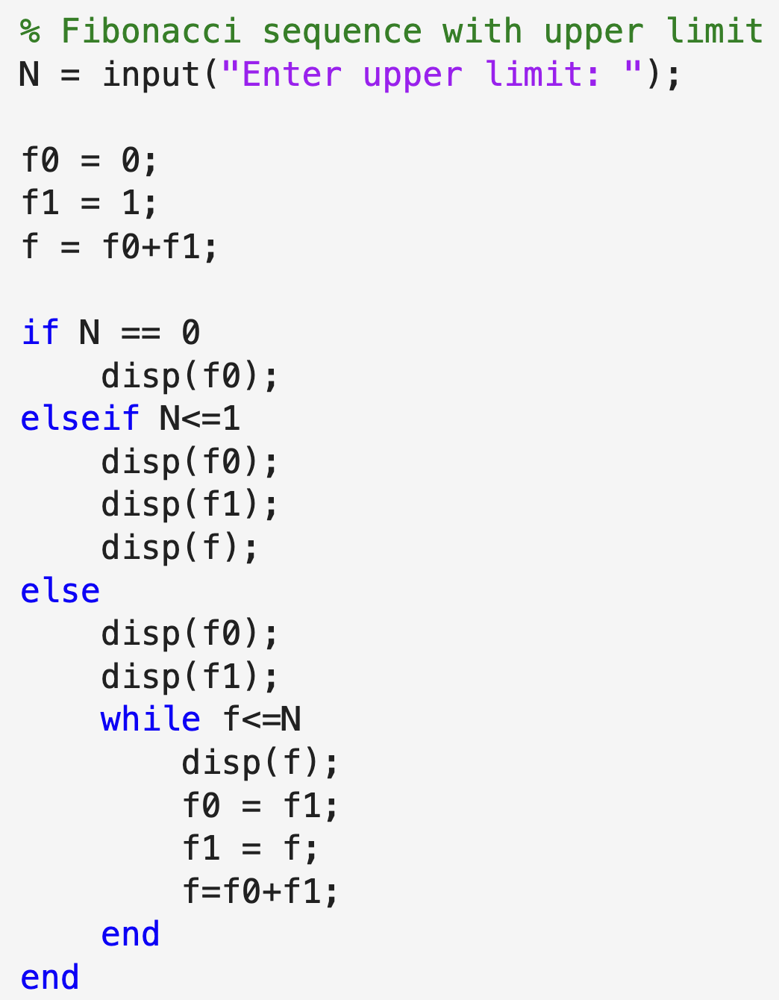 % Fibonacci sequence with upper limit
N = input("Enter upper limit: ");

f0 = 0;
f1 = 1;
f = f0+f1;

if N == 0
    disp(f0);
elseif N<=1
    disp(f0);
    disp(f1);
    disp(f);
else
    disp(f0);
    disp(f1);
    while f<=N
        disp(f);
        f0 = f1;
        f1 = f;
        f=f0+f1;
    end
end